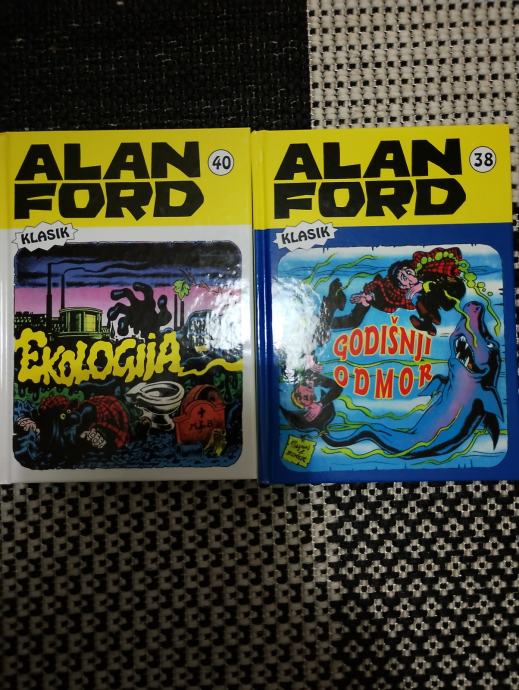 ALAN
FORD
40
KLASIK
EKOLOGIJA
ALAN
FORD
38
KLASIK
GODIŠNJI
ODMOR